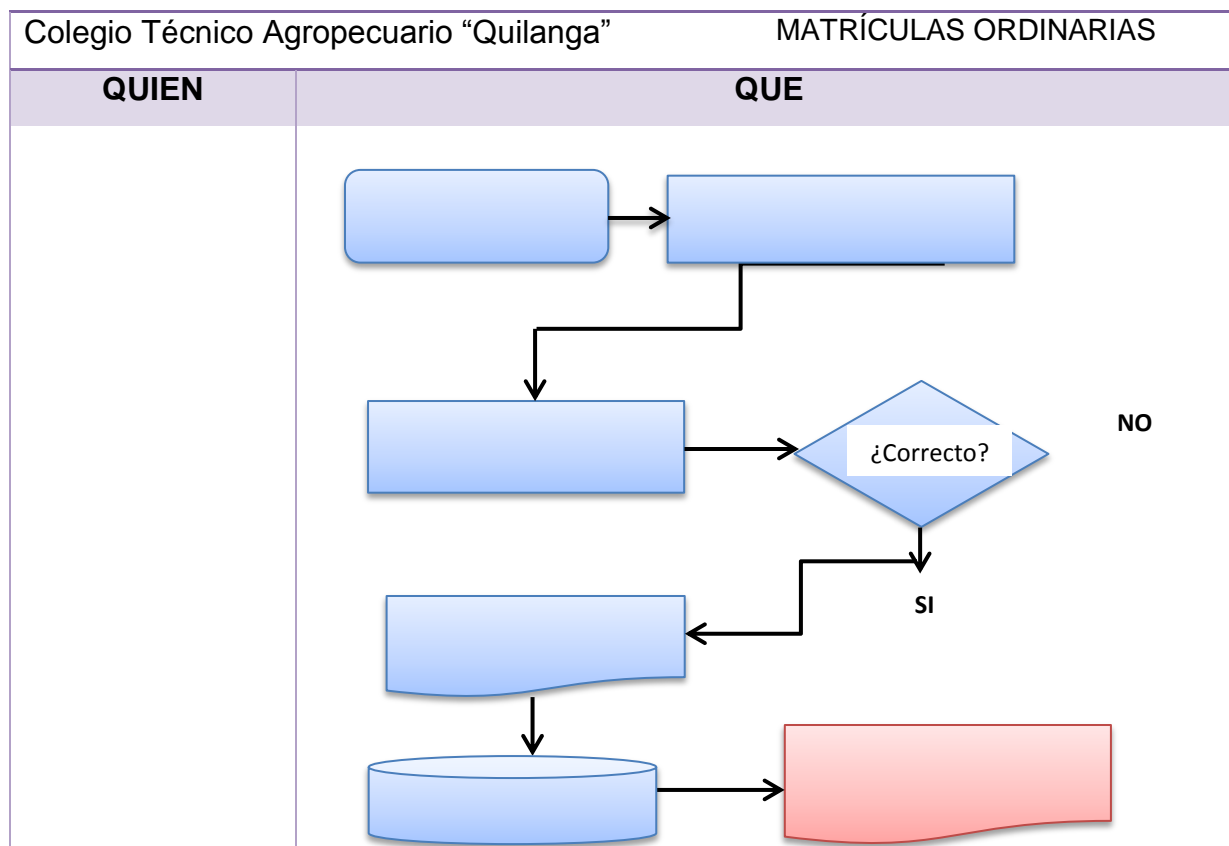 Colegio Técnico Agropecuario “Quilanga” MATRÍCULAS ORDINARIAS
QUIEN QUE
NO
¿Correcto?
SI